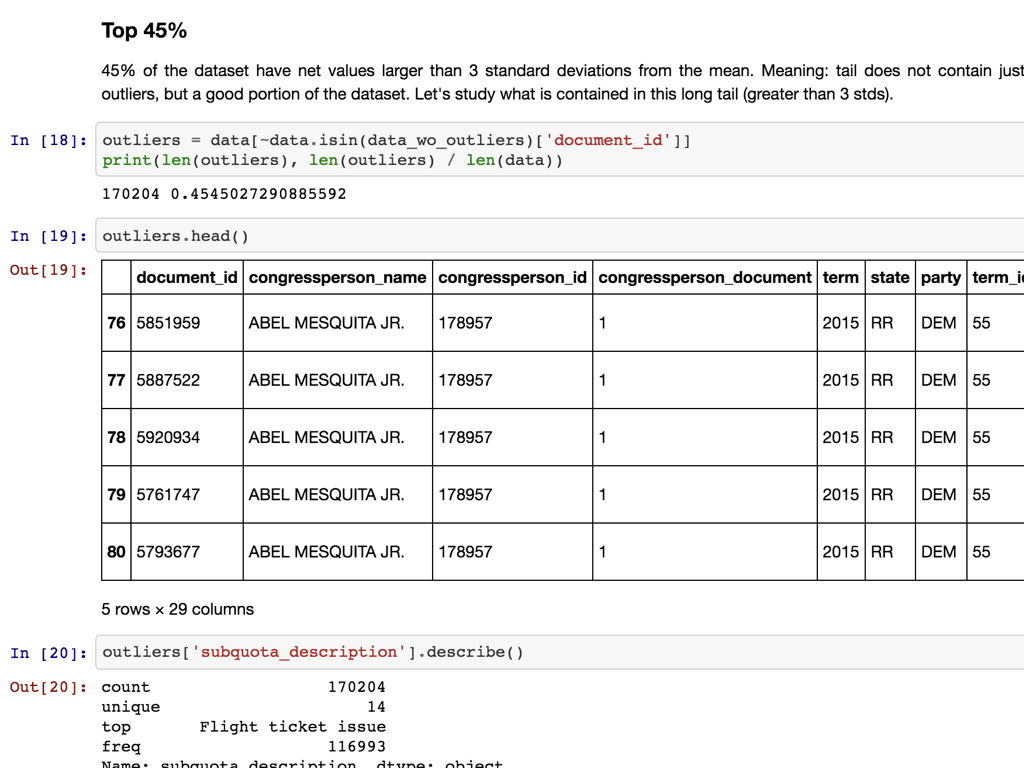 Top 45%
45% of the dataset have net values larger than 3 standard deviations from the mean. Meaning: tail does not contain just
outliers, but a good portion of the dataset. Let's study what is contained in this long tail (greater than 3 stds).
In [18]: outliers = data[~data.isin(data_wo_outliers)['document_id']]
print(len(outliers), len(outliers) / len(data))
170204 0.4545027290885592
In [19]: outliers.head()
Out[19]:
document_id congressperson_name congressperson_id congressperson_document term state party
76 5851959 ABEL MESQUITA JR. 178957 1 2015 RR DEM 55
77 5887522 ABEL MESQUITA JR. 178957 1 2015 RR DEM 55
78 5920934 ABEL MESQUITA JR. 178957 1 2015 RR DEM 55
79 5761747 ABEL MESQUITA JR. 178957 1 2015 RR DEM 55
80 5793677 ABEL MESQUITA JR. 178957 1 2015 RR DEM 55
5 rows × 29 columns
In [20]: outliers['subquota_description'].describe()
Out[20]: count 170204
unique 14
top Flight ticket issue
freq 116993
Name: subquota_description, dtype: object